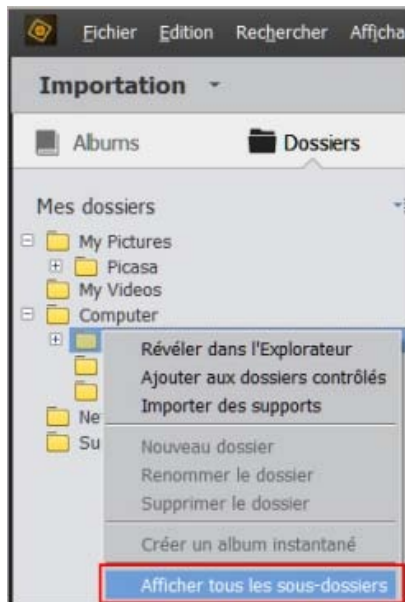 Fichier Edition Rechercher Afficha
Importation
Albums Dossiers
Mes dossiers
My Pictures
Picasa
My Videos
Computer
Révéler dans l'Explorateur
Ajouter aux dossiers contrôlés
Importer des supports
Ne
Su
Nouveau dossier
Renommer le dossier
Supprimer le dossier
Créer un album instantané
Afficher tous les sous-dossiers